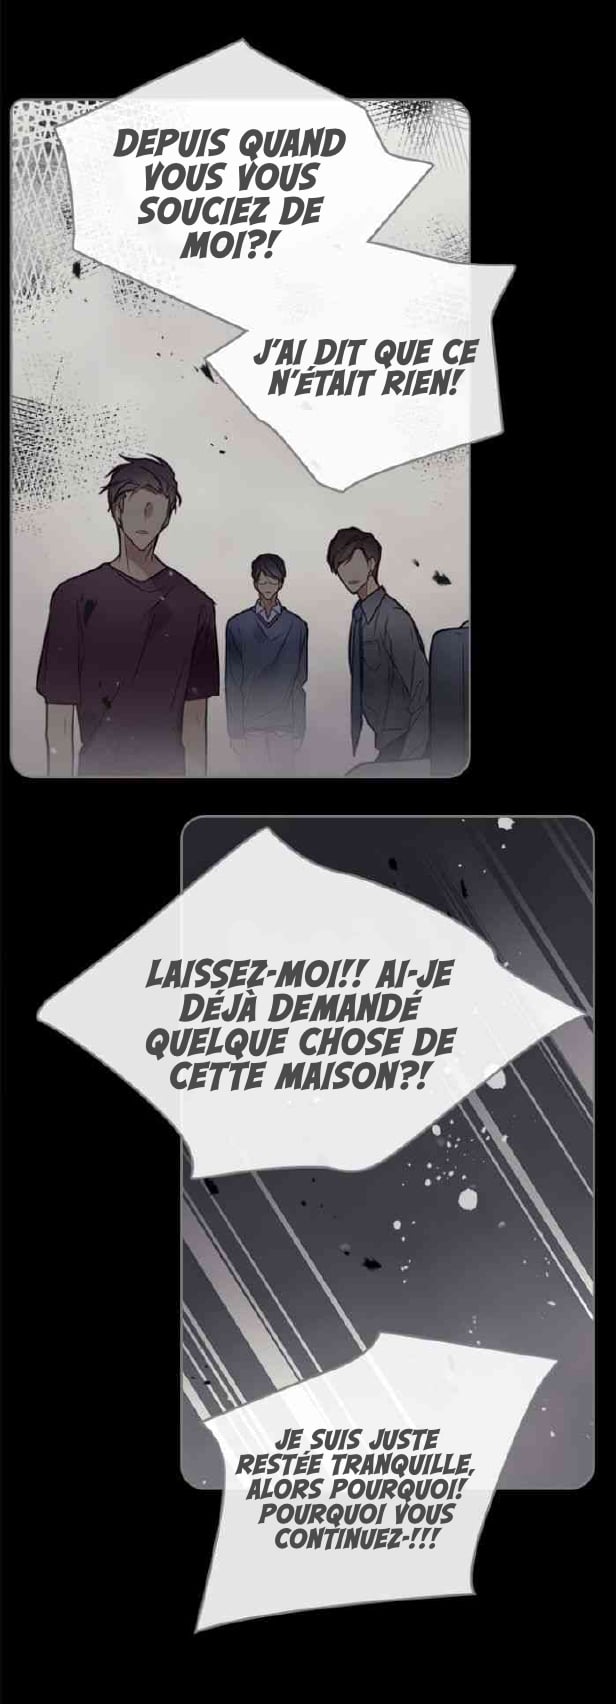 DEPUIS QUAND
VOUS VOUS
SOUCIEZ DE
MOI?!
J'AI DIT QUE CE
N'ÉTAIT RIEN!
LAISSEZ-MOI!! AI-JE
DÉJÀ DEMANDÉ
QUELQUE CHOSE DE
CETTE MAISON?!
JE SUIS JUSTE
RESTÉE TRANQUILLE,
ALORS POURQUOI!
POURQUOI VOUS
CONTINUEZ-!!!